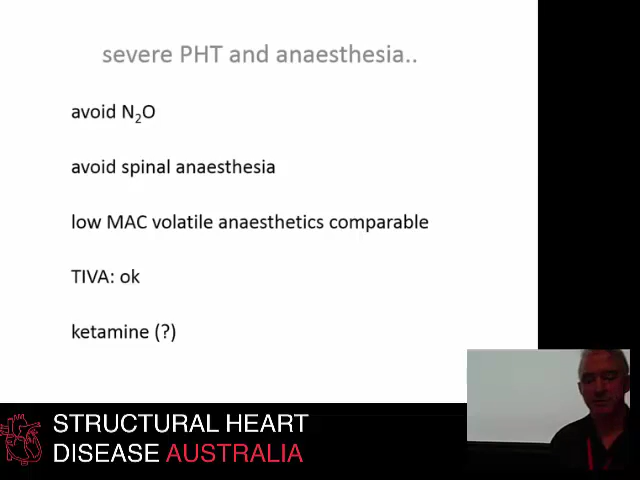 severe PHT and anaesthesia..
avoid N₂O
avoid spinal anaesthesia
low MAC volatile anaesthetics comparable
TIVA: ok
ketamine (?)
STRUCTURAL HEART
DISEASE AUSTRALIA